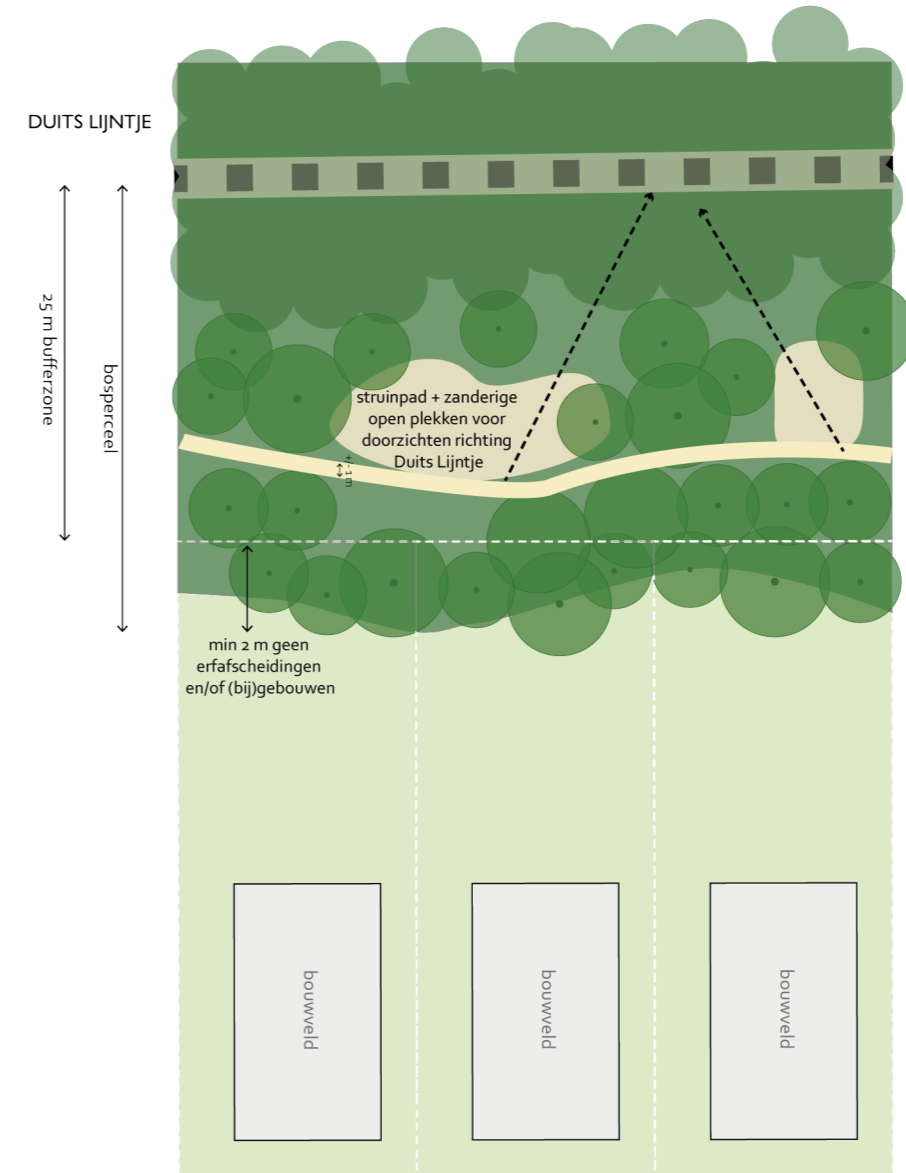 DUITS LIJNTJE
25 m bufferzone
bosperceel
struinpad + zanderige
open plekken voor
doorzichten richting
Duits Lijntje
+/- 1 m
min 2 m geen
erfafscheidingen
en/of (bij)gebouwen
bouwveld
bouwveld
bouwveld